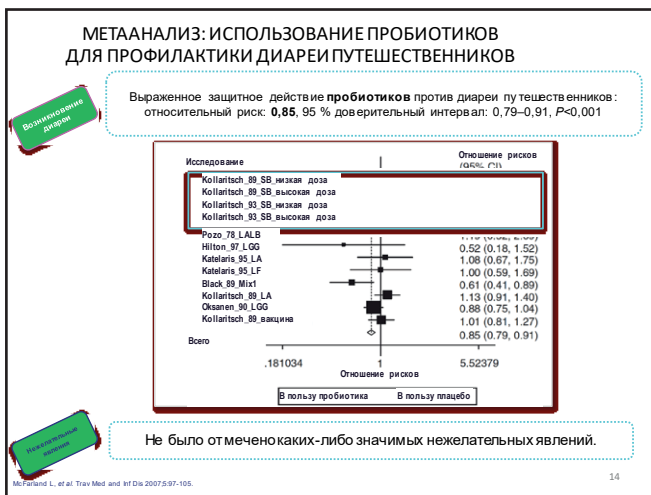 МЕТААНАЛИЗ: ИСПОЛЬЗОВАНИЕ ПРОБИОТИКОВ
ДЛЯ ПРОФИЛАКТИКИ ДИАРЕИ ПУТЕШЕСТВЕННИКОВ
Возникновение
диареи
Выраженное защитное действие пробиотиков против диареи путешественников:
относительный риск: 0,85, 95 % доверительный интервал: 0,79–0,91, P<0,001
Исследование
Отношение рисков
(95% CI)
Kollaritsch_89_SB_низкая доза
Kollaritsch_89_SB_высокая доза
Kollaritsch_93_SB_низкая доза
Kollaritsch_93_SB_высокая доза
Pozo_78_LALB
Hilton_97_LGG 0.52 (0.18, 1.52)
Katelaris_95_LA 1.08 (0.67, 1.75)
Katelaris_95_LF 1.00 (0.59, 1.69)
Black_89_Mix1 0.61 (0.41, 0.89)
Kollaritsch_89_LA 1.13 (0.91, 1.40)
Oksanen_90_LGG 0.88 (0.75, 1.04)
Kollaritsch_89_вакцина 1.01 (0.81, 1.27)
Всего 0.85 (0.79, 0.91)
.181034 1 5.52379
Отношение рисков
В пользу пробиотика В пользу плацебо
Нежелательные
явления
Не было отмечено каких-либо значимых нежелательных явлений.
McFarland L., et al. Trav Med and Inf Dis 2007;5:97-105.
14